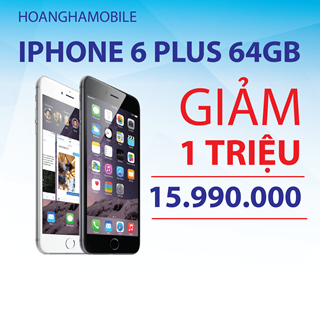 HOANGHAMOBILE
IPHONE 6 PLUS 64GB
GIẢM
1 TRIỆU
15.990.000